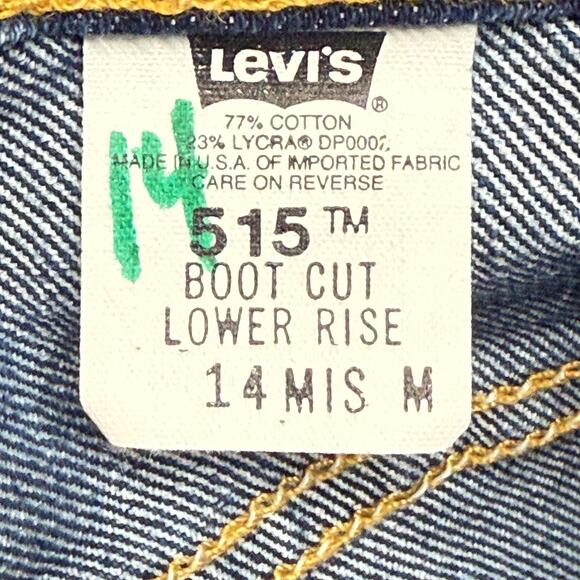 Levi's ®
77% COTTON
23% LYCRA® DP0007
MADE IN U.S.A. OF IMPORTED FABRIC
CARE ON REVERSE
14
515™
BOOT CUT
LOWER RISE
14 MIS M